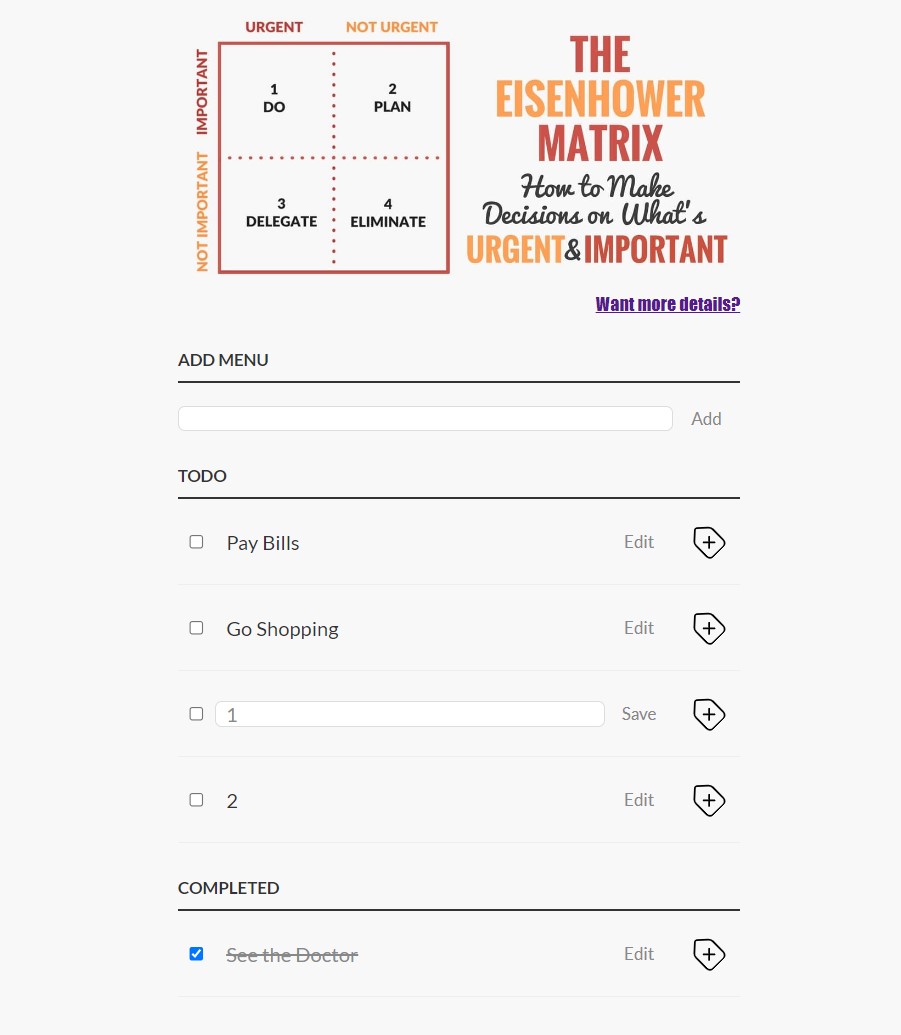 URGENT NOT URGENT
IMPORTANT
NOT IMPORTANT
1
DO
2
PLAN
3
DELEGATE
4
ELIMINATE
THE
EISENHOWER
MATRIX
How to Make
Decisions on What's
URGENT&IMPORTANT
Want more details?
ADD MENU
Add
TODO
Pay Bills Edit
Go Shopping Edit
1 Save
2 Edit
COMPLETED
See the Doctor Edit